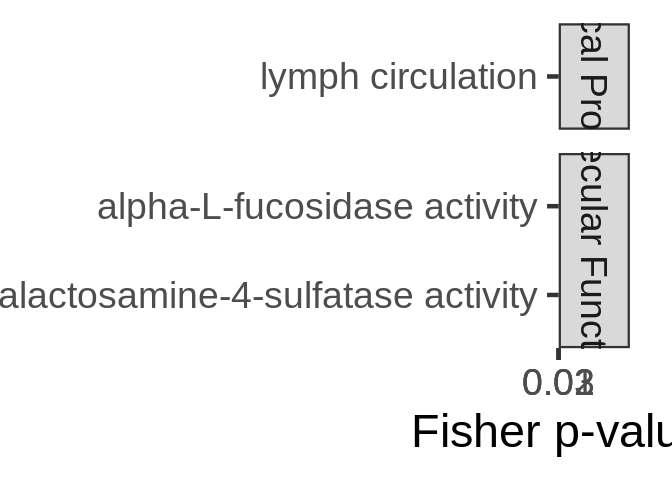 lymph circulation
cal Pro
alpha-L-fucosidase activity
ecular Funct
alactosamine-4-sulfatase activity
Fisher p-valu